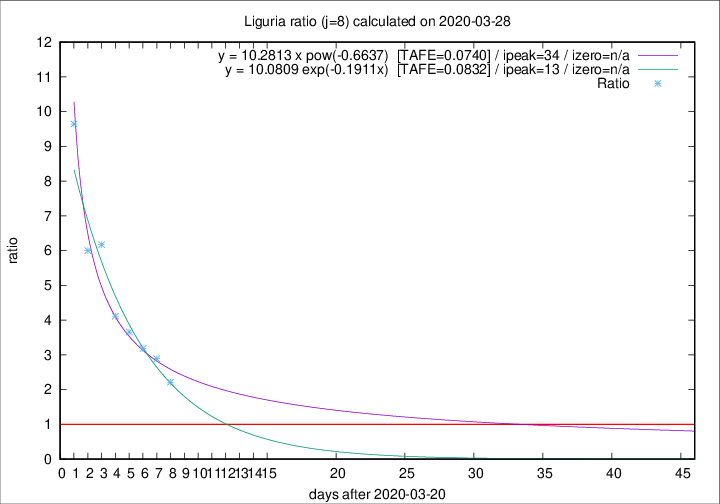 Liguria ratio (j=8) calculated on 2020-03-28
y = 10.2813 x pow(-0.6637) [TAFE=0.0740] / ipeak=34 / izero=n/a
y = 10.0809 exp(-0.1911x) [TAFE=0.0832] / ipeak=13 / izero=n/a
Ratio
12
11
10
9
8
7
6
5
4
3
2
1
0
ratio
0 1 2 3 4 5 6 7 8 9 10 11 12 13 14 15 20 25 30 35 40 45
days after 2020-03-20